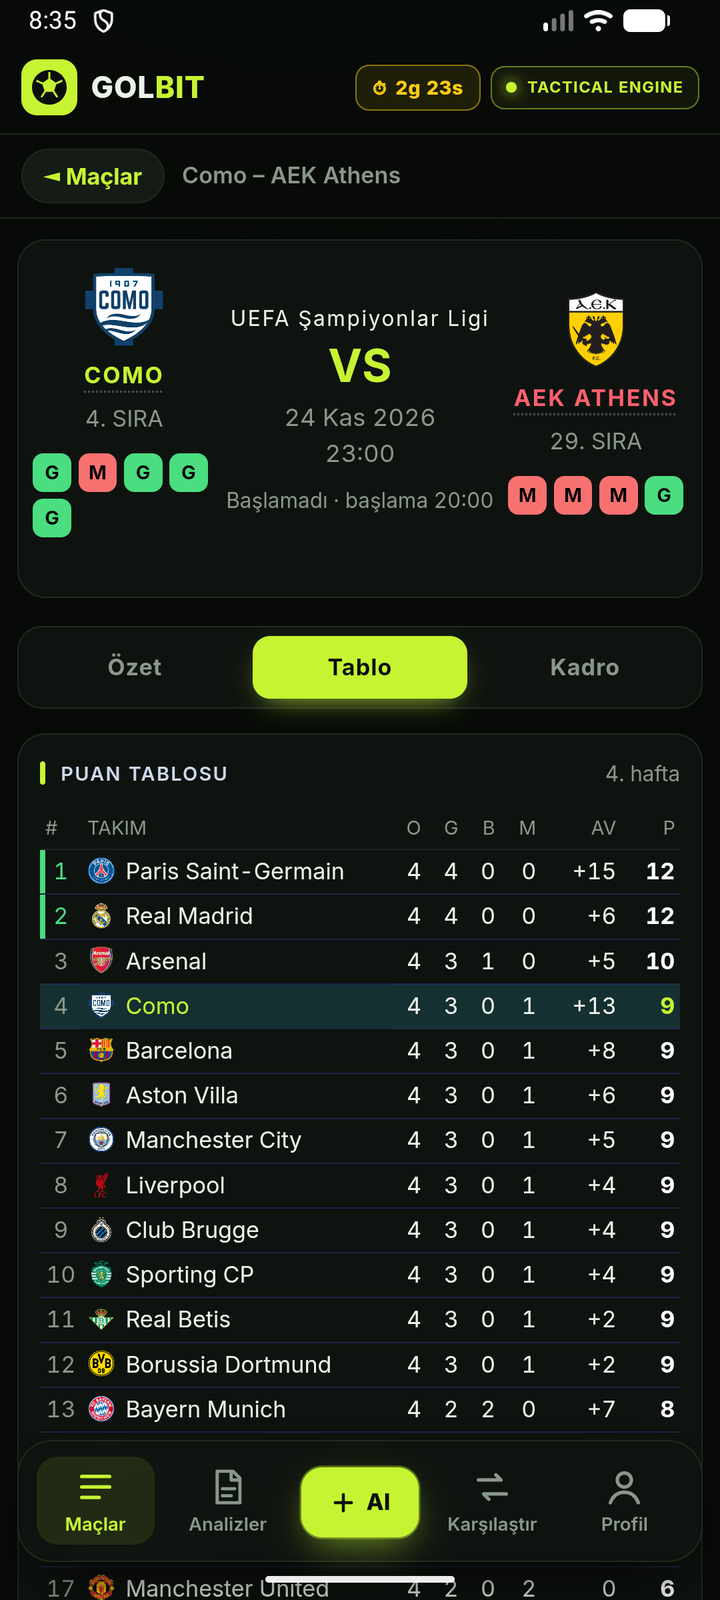 8:35
GOLBIT
2g 23s
TACTICAL ENGINE
◄ Maçlar
Como – AEK Athens
1907
COMO
COMO
4. SIRA
G M G G
G
UEFA Şampiyonlar Ligi
VS
24 Kas 2026
23:00
Başlamadı · başlama 20:00
A.E.K
F.C.
AEK ATHENS
29. SIRA
M M M G
Özet
Tablo
Kadro
PUAN TABLOSU
4. hafta
# TAKIM O G B M AV P
1 Paris Saint-Germain 4 4 0 0 +15 12
2 Real Madrid 4 4 0 0 +6 12
3 Arsenal 4 3 1 0 +5 10
4 Como 4 3 0 1 +13 9
5 Barcelona 4 3 0 1 +8 9
6 Aston Villa 4 3 0 1 +6 9
7 Manchester City 4 3 0 1 +5 9
8 Liverpool 4 3 0 1 +4 9
9 Club Brugge 4 3 0 1 +4 9
10 Sporting CP 4 3 0 1 +4 9
11 Real Betis 4 3 0 1 +2 9
12 Borussia Dortmund 4 3 0 1 +2 9
13 Bayern Munich 4 2 2 0 +7 8
Maçlar
Analizler
+ AI
Karşılaştır
Profil
17 Manchester United 4 2 0 2 0 6